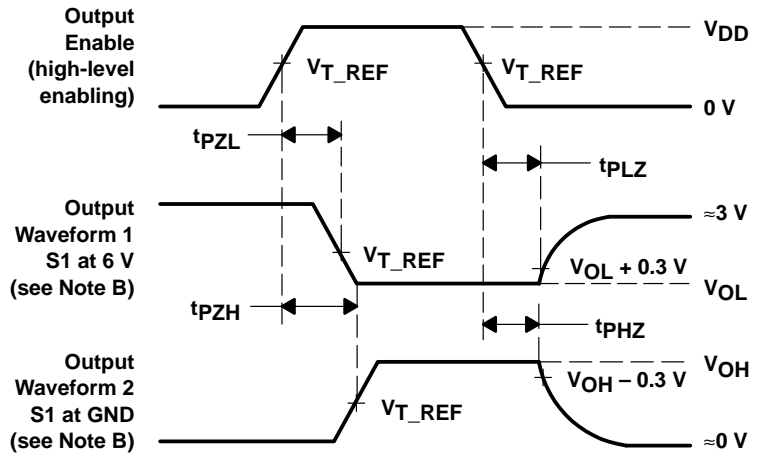 Output
Enable
(high-level
enabling)
VT_REF
VT_REF
VDD
0 V
tPZL
tPLZ
Output
Waveform 1
S1 at 6 V
(see Note B)
VT_REF
≈3 V
VOL + 0.3 V
VOL
tPZH
tPHZ
Output
Waveform 2
S1 at GND
(see Note B)
VT_REF
VOH
VOH – 0.3 V
≈0 V